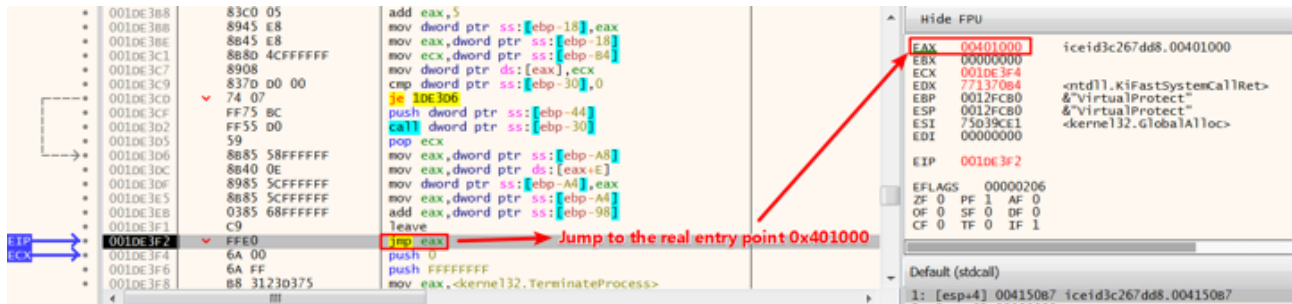 001DE3B8 83C0 05 add eax,5
001DE3BB 8945 E8 mov dword ptr ss:[ebp-18],eax
001DE3BE 8B45 E8 mov eax,dword ptr ss:[ebp-18]
001DE3C1 8B8D 4CFFFFFF mov ecx,dword ptr ss:[ebp-B4]
001DE3C7 8908 mov dword ptr ds:[eax],ecx
001DE3C9 837D D0 00 cmp dword ptr ss:[ebp-30],0
001DE3CD 74 07 je 1DE3D6
001DE3CF FF75 BC push dword ptr ss:[ebp-44]
001DE3D2 FF55 D0 call dword ptr ss:[ebp-30]
001DE3D5 59 pop ecx
001DE3D6 8B85 58FFFFFF mov eax,dword ptr ss:[ebp-A8]
001DE3DC 8B40 0E mov eax,dword ptr ds:[eax+E]
001DE3DF 8985 5CFFFFFF mov dword ptr ss:[ebp-A4],eax
001DE3E5 8B85 5CFFFFFF mov eax,dword ptr ss:[ebp-A4]
001DE3EB 0385 68FFFFFF add eax,dword ptr ss:[ebp-98]
001DE3F1 C9 leave
EIP 001DE3F2 FFE0 jmp eax Jump to the real entry point 0x401000
ECX 001DE3F4 6A 00 push 0
001DE3F6 6A FF push FFFFFFFF
001DE3F8 B8 3123D375 mov eax,<kernel32.TerminateProcess>
Hide FPU
EAX 00401000 iceid3c267dd8.00401000
EBX 00000000
ECX 001DE3F4
EDX 771370B4 <ntdll.KiFastSystemCallRet>
EBP 0012FCB0 &"VirtualProtect"
ESP 0012FCB0 &"VirtualProtect"
ESI 75D39CE1 <kernel32.GlobalAlloc>
EDI 00000000
EIP 001DE3F2
EFLAGS 00000206
ZF 0 PF 1 AF 0
OF 0 SF 0 DF 0
CF 0 TF 0 IF 1
Default (stdcall)
1: [esp+4] 004150B7 iceid3c267dd8.004150B7